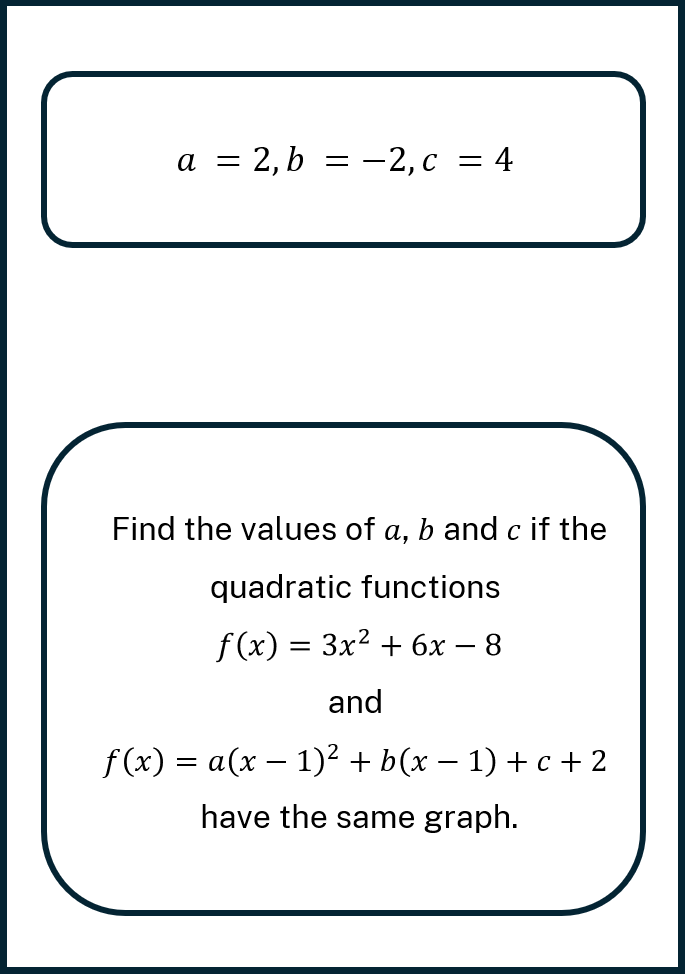 a = 2, b = −2, c = 4
Find the values of a, b and c if the
quadratic functions
f(x) = 3x² + 6x − 8
and
f(x) = a(x − 1)² + b(x − 1) + c + 2
have the same graph.